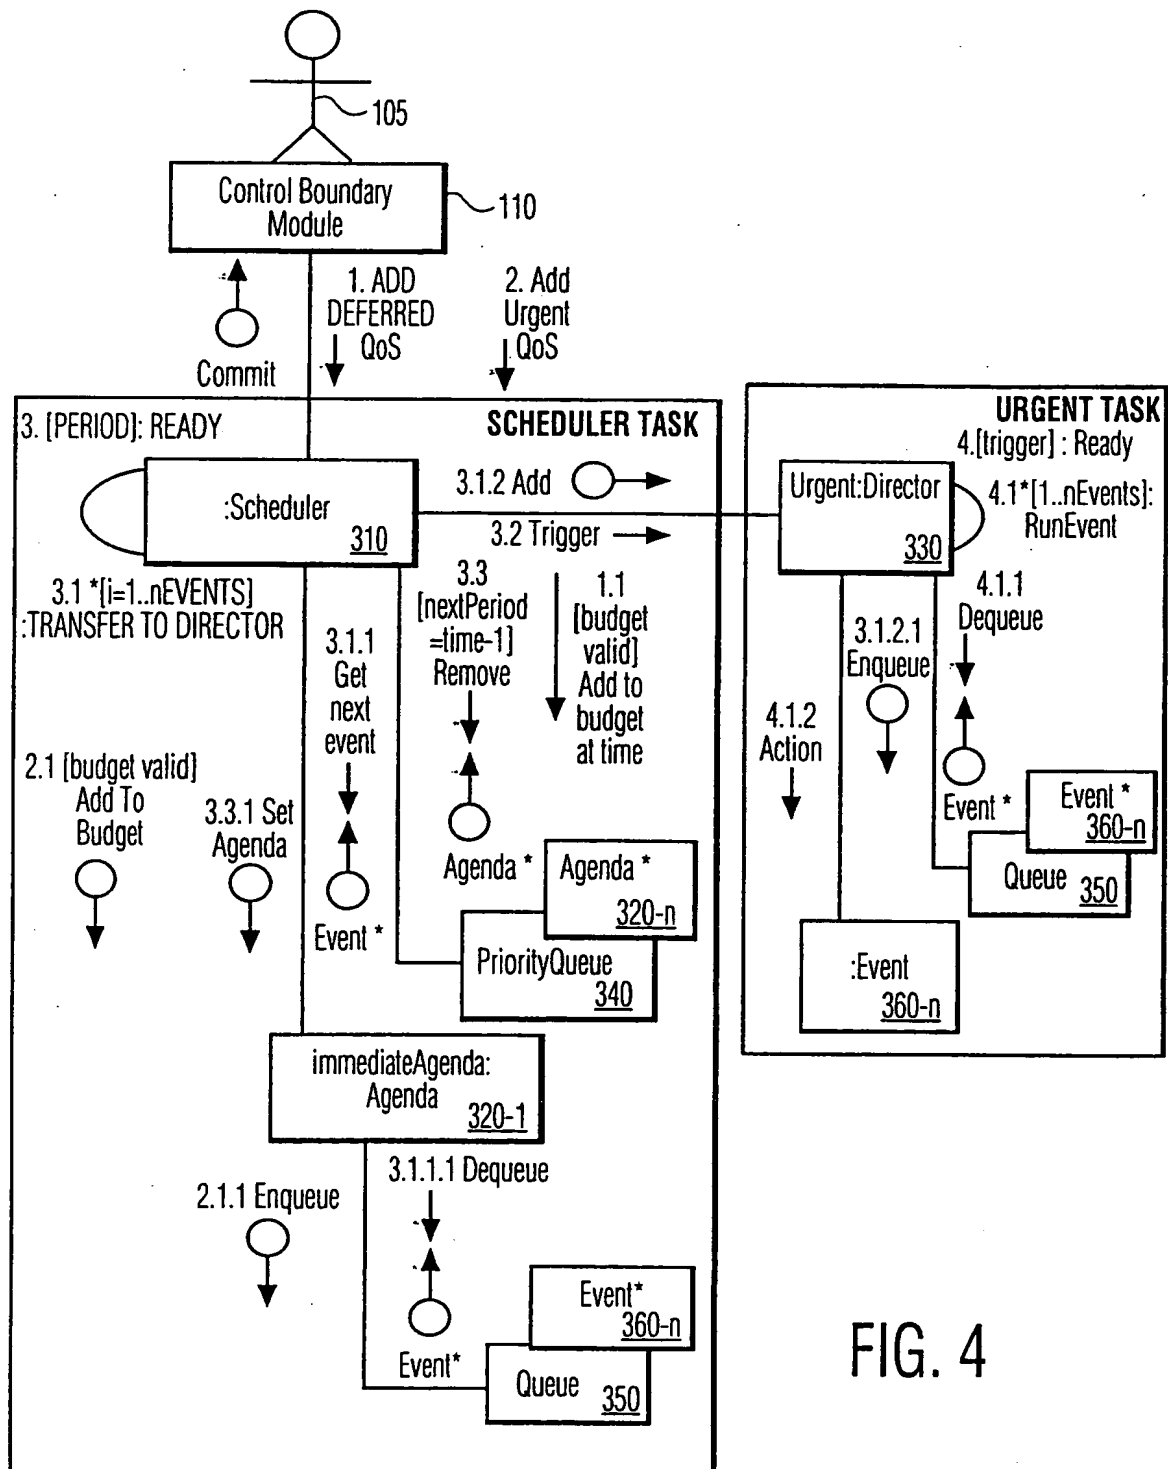 105
Control Boundary
Module
110
1. ADD
DEFERRED
QoS
2. Add
Urgent
QoS
Commit
3. [PERIOD]: READY
SCHEDULER TASK
:Scheduler
310
3.1.2 Add
3.2 Trigger
3.1 *[i=1..nEVENTS]
:TRANSFER TO DIRECTOR
3.1.1
Get
next
event
3.3
[nextPeriod
=time-1]
Remove
1.1
[budget
valid]
Add to
budget
at time
2.1 [budget valid]
Add To
Budget
3.3.1 Set
Agenda
Event *
Agenda *
Agenda *
320-n
PriorityQueue
340
immediateAgenda:
Agenda
320-1
2.1.1 Enqueue
3.1.1.1 Dequeue
Event*
Event*
360-n
Queue
350
URGENT TASK
4.[trigger] : Ready
Urgent:Director
330
4.1*[1..nEvents]:
RunEvent
4.1.1
Dequeue
3.1.2.1
Enqueue
4.1.2
Action
Event *
Event *
360-n
Queue
350
:Event
360-n
FIG. 4